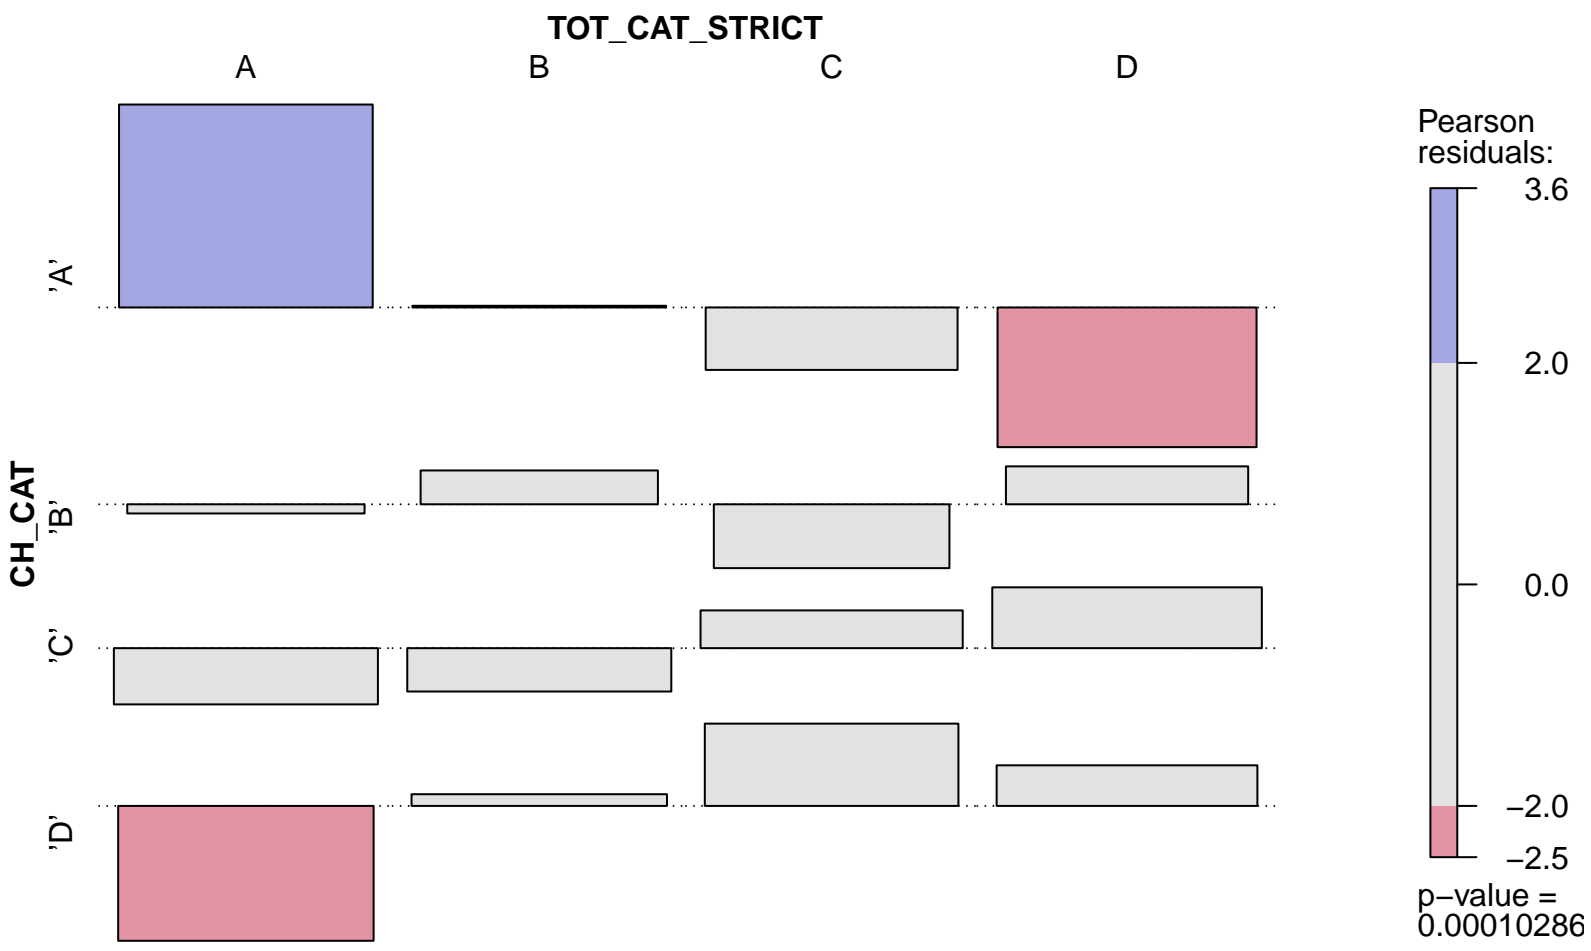 TOT_CAT_STRICT
A B C D
CH_CAT
’A’
’B’
’C’
’D’
Pearson
residuals:
3.6
2.0
0.0
−2.0
−2.5
p−value =
0.00010286